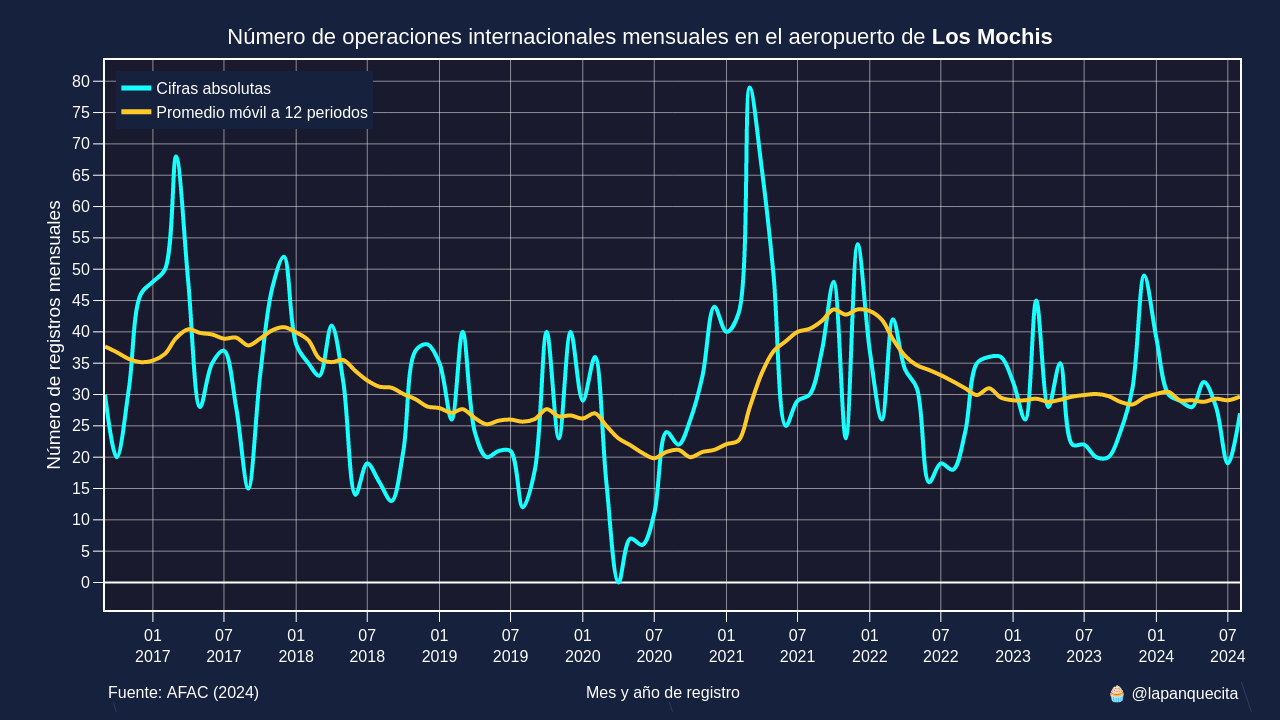 Número de operaciones internacionales mensuales en el aeropuerto de Los Mochis
Cifras absolutas
Promedio móvil a 12 periodos
Número de registros mensuales
80
75
70
65
60
55
50
45
40
35
30
25
20
15
10
5
0
01 07 01 07 01 07 01 07 01 07 01 07 01 07 01 07
2017 2017 2018 2018 2019 2019 2020 2020 2021 2021 2022 2022 2023 2023 2024 2024
Fuente: AFAC (2024)
Mes y año de registro
🧁 @lapanquecita